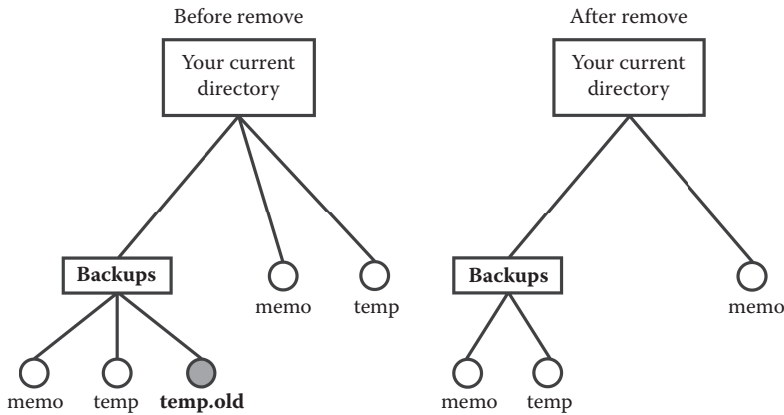 Before remove
Your current
directory
Backups
memo
temp
memo
temp
temp.old
After remove
Your current
directory
Backups
memo
memo
temp